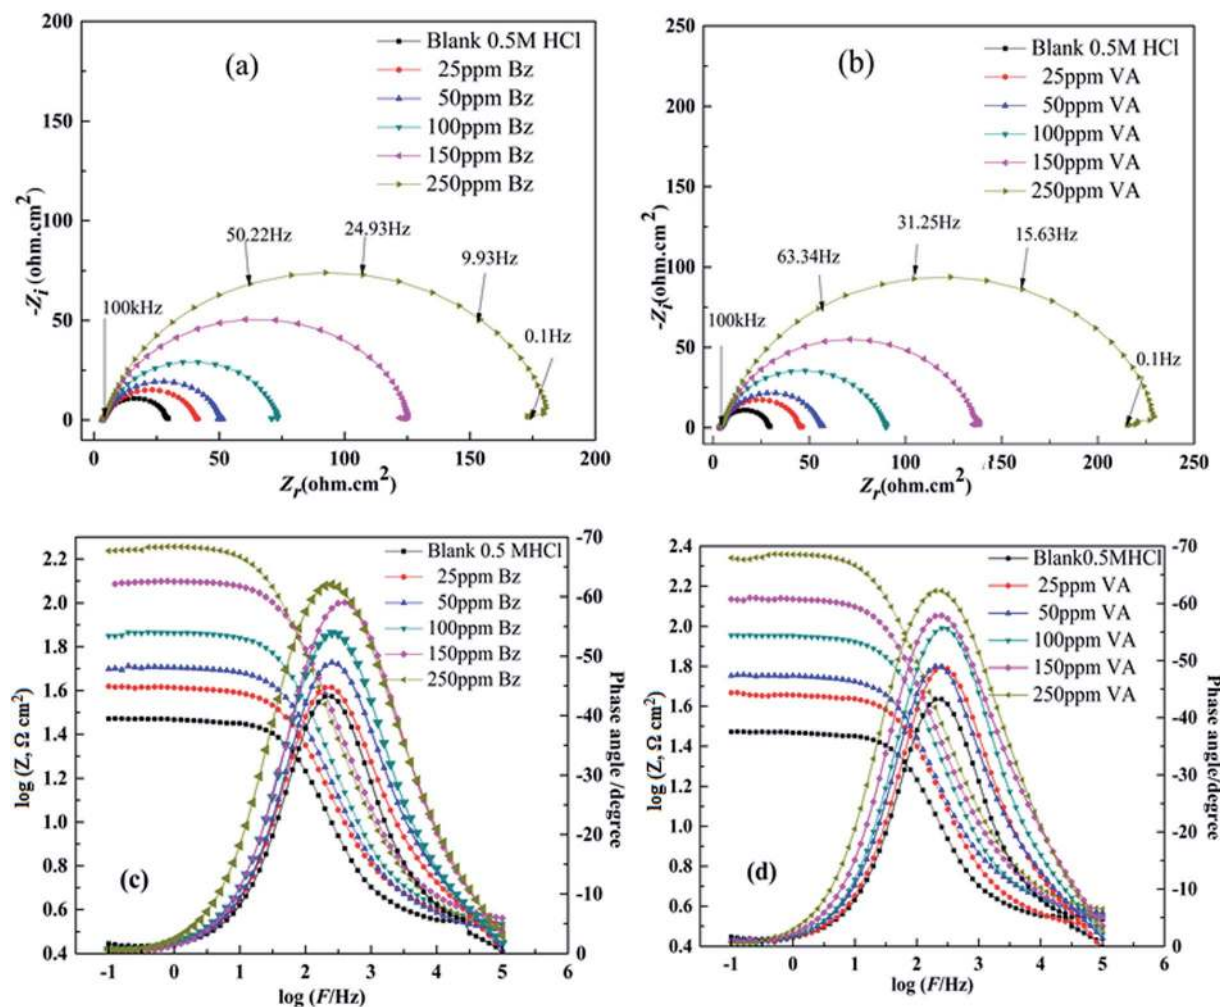 200
175
150
125
100
75
50
25
0
-Zi (ohm.cm2)
(a)
Blank 0.5M HCl
25ppm Bz
50ppm Bz
100ppm Bz
150ppm Bz
250ppm Bz
50.22Hz
24.93Hz
9.93Hz
100kHz
0.1Hz
0 50 100 150 200
Zr(ohm.cm2)
250
225
200
175
150
125
100
75
50
25
0
-Zi(ohm.cm2)
(b)
Blank 0.5M HCl
25ppm VA
50ppm VA
100ppm VA
150ppm VA
250ppm VA
63.34Hz
31.25Hz
15.63Hz
100kHz
0.1Hz
0 50 100 150 200 250
Zr(ohm.cm2)
2.2
2.0
1.8
1.6
1.4
1.2
1.0
0.8
0.6
0.4
log (Z, Ω cm2)
Blank 0.5 MHCl
25ppm Bz
50ppm Bz
100ppm Bz
150ppm Bz
250ppm Bz
(c)
-70
-60
-50
-40
-30
-20
-10
0
Phase angle /degree
-1 0 1 2 3 4 5 6
log (F/Hz)
2.4
2.2
2.0
1.8
1.6
1.4
1.2
1.0
0.8
0.6
0.4
log (Z, Ω cm2)
Blank0.5MHCl
25ppm VA
50ppm VA
100ppm VA
150ppm VA
250ppm VA
(d)
-70
-60
-50
-40
-30
-20
-10
0
Phase angle/degree
-1 0 1 2 3 4 5 6
log (F/Hz)